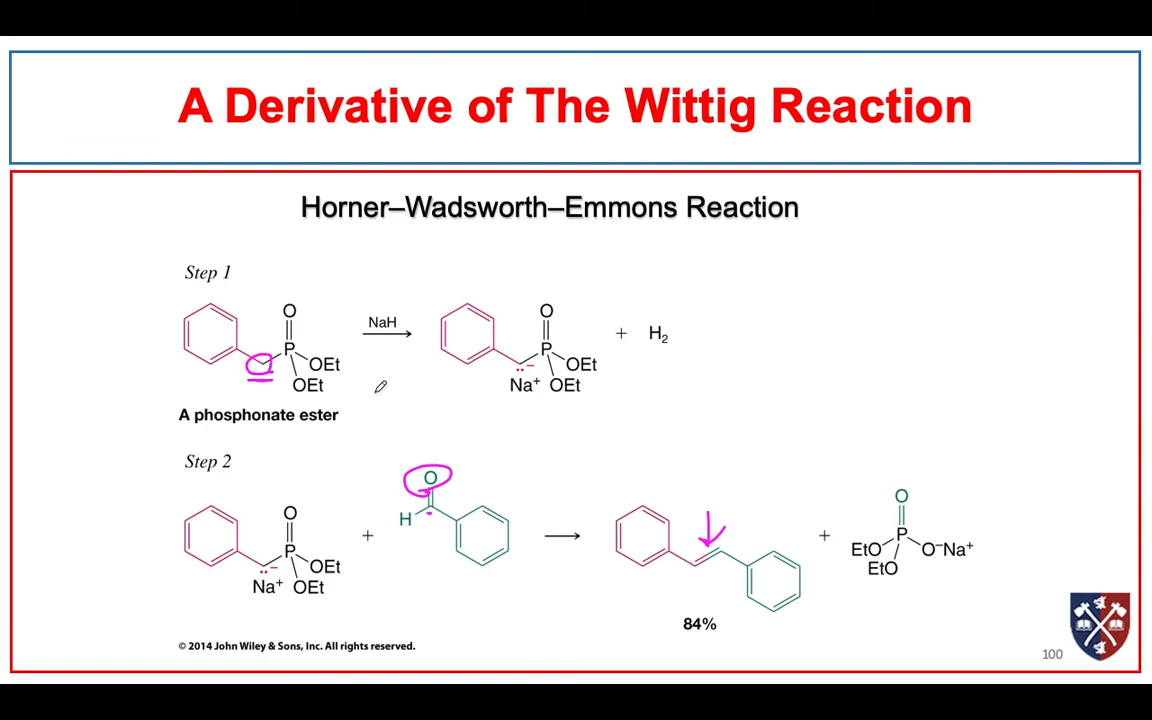 A Derivative of The Wittig Reaction
Horner–Wadsworth–Emmons Reaction
Step 1
O
P
OEt
OEt
NaH
O
P
OEt
Na+ OEt
+ H2
A phosphonate ester
Step 2
O
P
OEt
Na+ OEt
+
O
H
+
O
EtO P O–Na+
EtO
84%
© 2014 John Wiley & Sons, Inc. All rights reserved.
100